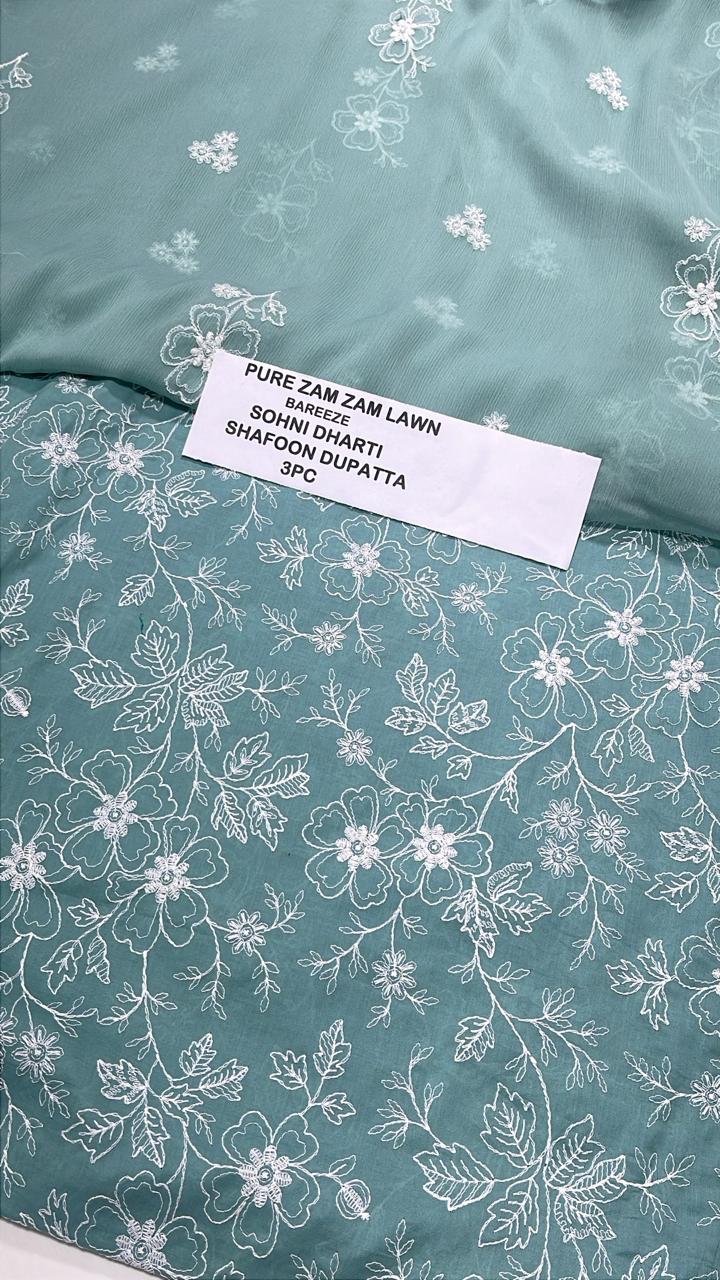 PURE ZAM ZAM LAWN
BAREEZE
SOHNI DHARTI
SHAFOON DUPATTA
3PC